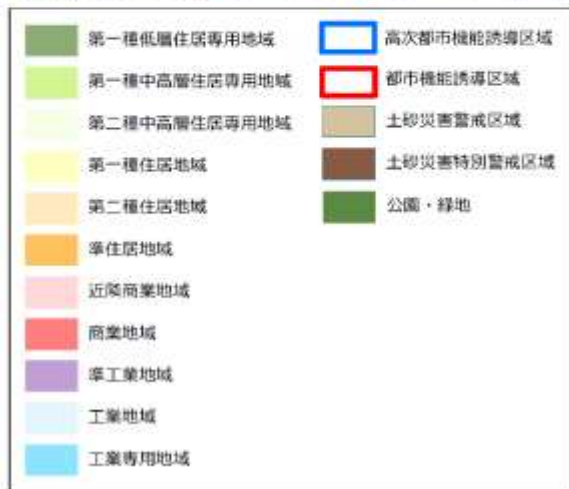 第一種低層住居専用地域
第一種中高層住居専用地域
第二種中高層住居専用地域
第一種住居地域
第二種住居地域
準住居地域
近隣商業地域
商業地域
準工業地域
工業地域
工業専用地域
高次都市機能誘導区域
都市機能誘導区域
土砂災害警戒区域
土砂災害特別警戒区域
公園・緑地